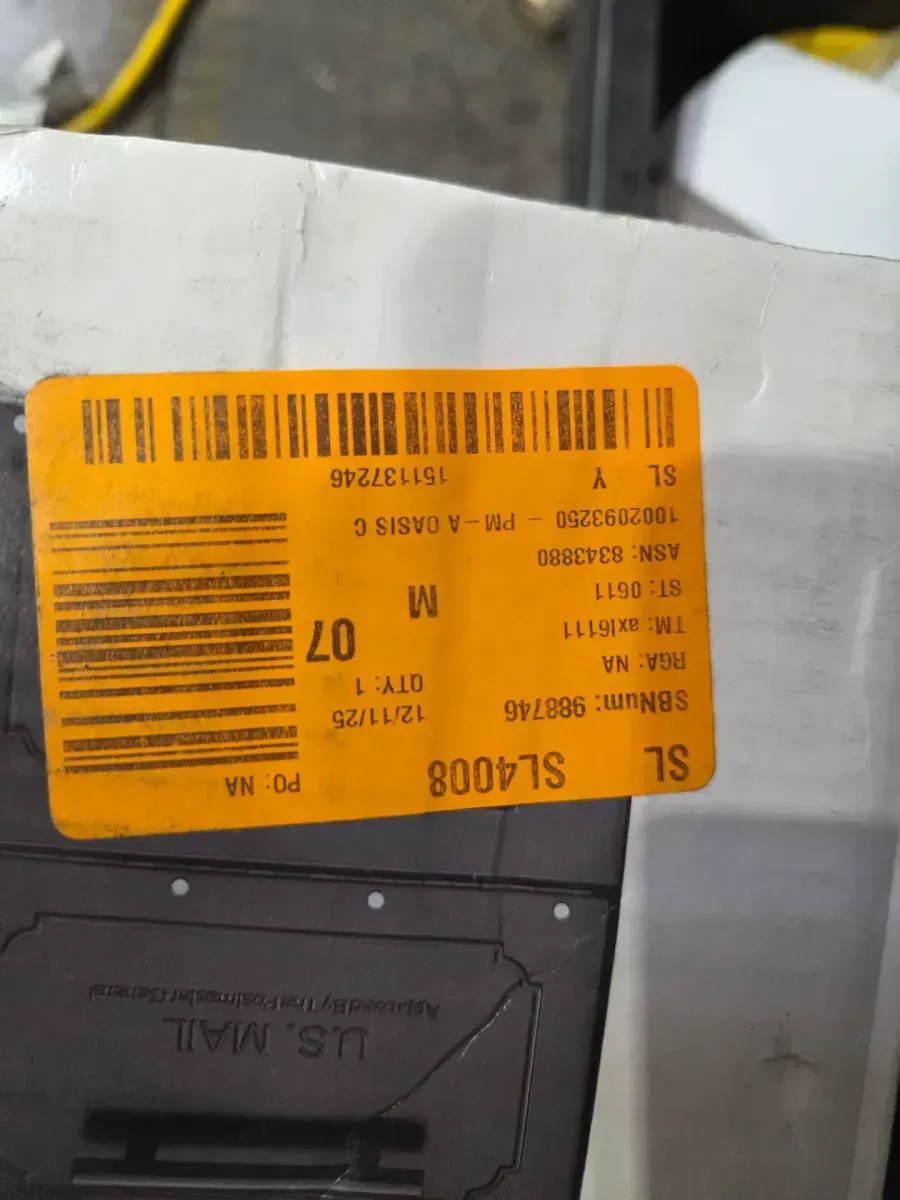 SL SL4008 PO: NA
SBNum: 988746 12/11/25
RGA: NA QTY: 1
TM: axl6111 07
ST: 0611 M
ASN: 8343880
1002093250 - PM-A OASIS C
SL Y 151137246
U.S. MAIL
Approved By The Postmaster General